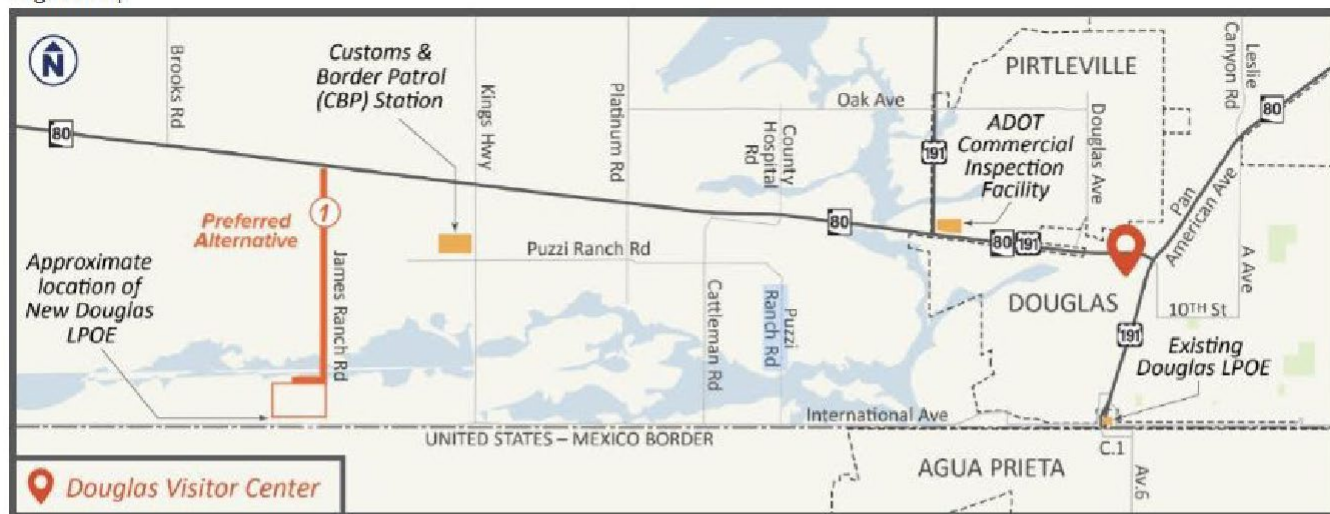 N
Brooks Rd
Customs &
Border Patrol
(CBP) Station
Kings Hwy
Platinum Rd
Oak Ave
County
Hospital
Rd
PIRTLEVILLE
Douglas Ave
Leslie
Canyon Rd
80
80
191
ADOT
Commercial
Inspection
Facility
Pan
American Ave
A Ave
Preferred
Alternative
1
80
80
191
Puzzi Ranch Rd
Approximate
location of
New Douglas
LPOE
James Ranch Rd
Cattleman Rd
Puzzi
Ranch Rd
DOUGLAS
10TH St
191
Existing
Douglas LPOE
International Ave
UNITED STATES – MEXICO BORDER
C.1
AGUA PRIETA
Av.6
Douglas Visitor Center